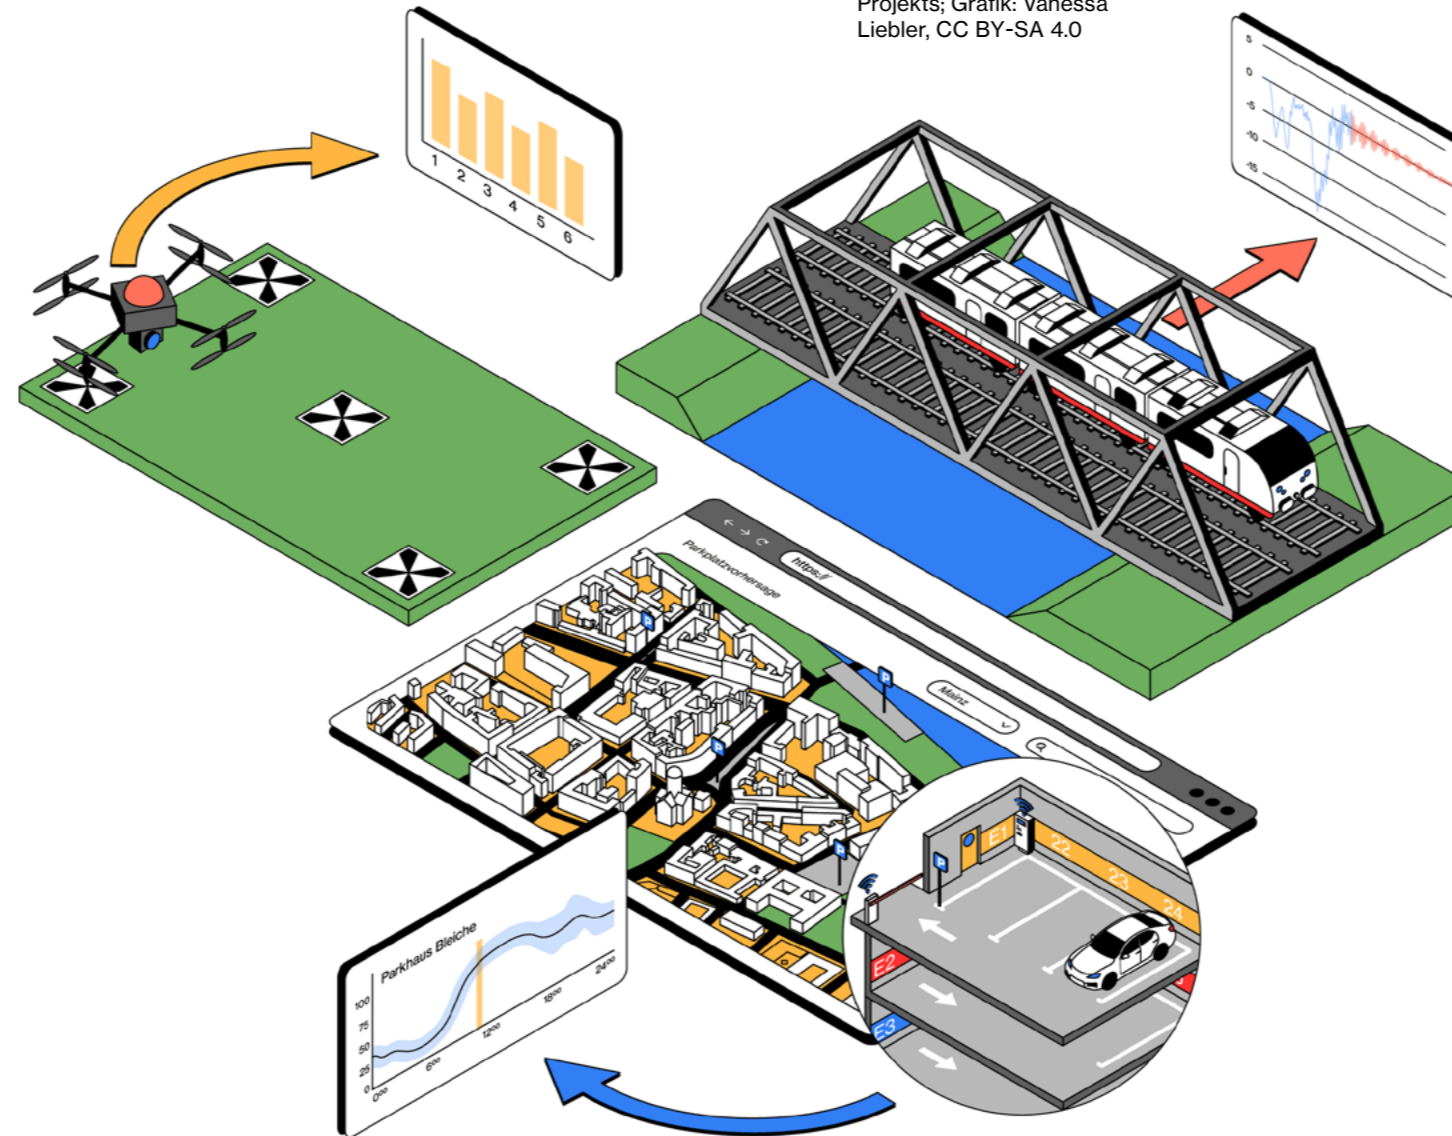 Projekts; Grafik: Vanessa
Liebler, CC BY-SA 4.0
1
2
3
4
5
6
5
0
-5
-10
-15
https://
Parkplatzvorhersage
Mainz
P
P
P
P
P
E1
22
23
24
E2
E3
Parkhaus Bleiche
100
75
50
25
0
0⁰⁰
6⁰⁰
12⁰⁰
18⁰⁰
24⁰⁰